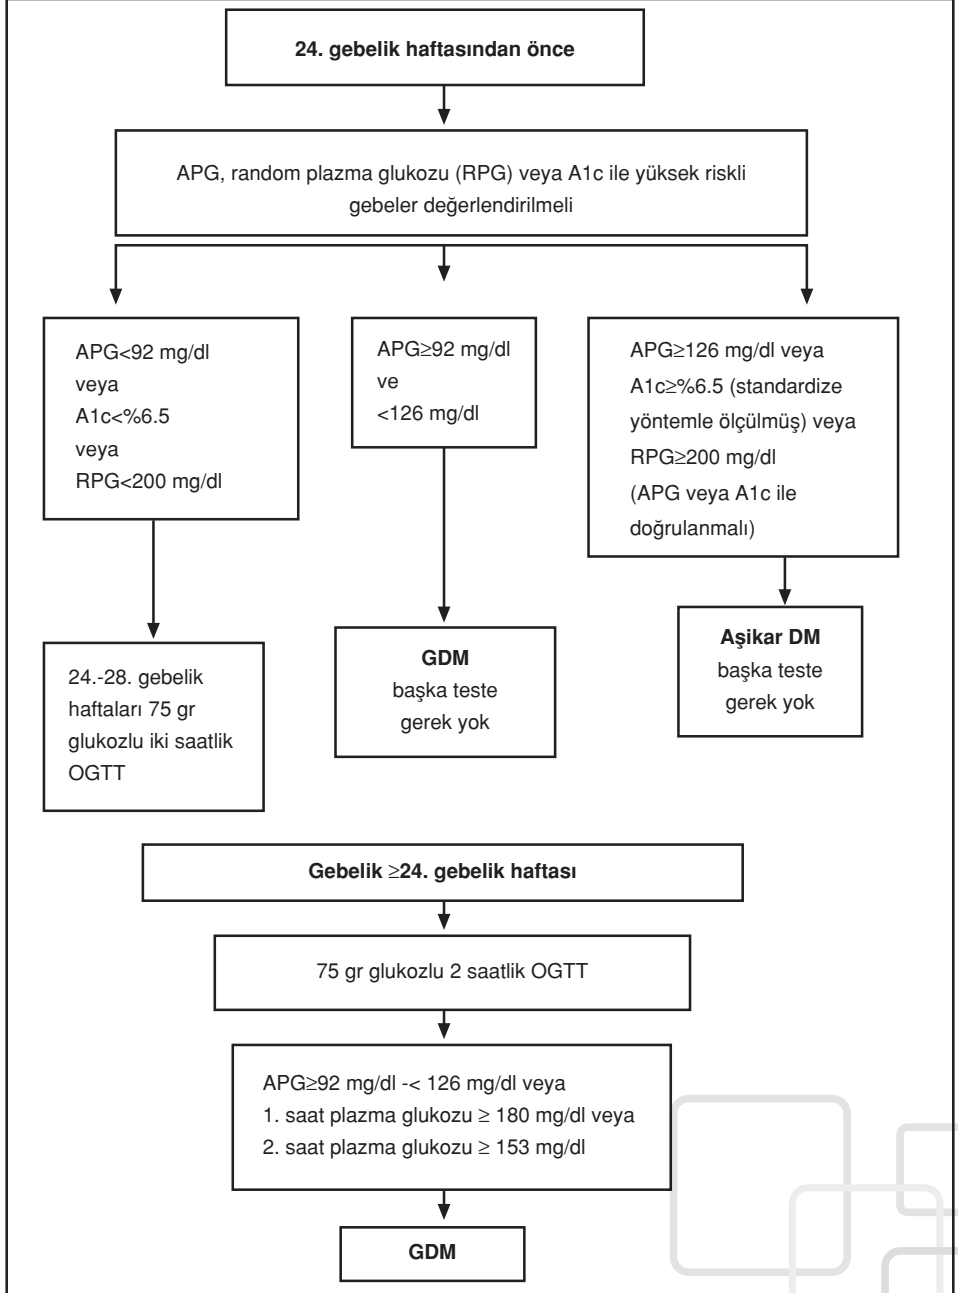 24. gebelik haftasından önce
APG, random plazma glukozu (RPG) veya A1c ile yüksek riskli
gebeler değerlendirilmeli
APG<92 mg/dl
veya
A1c<%6.5
veya
RPG<200 mg/dl
APG≥92 mg/dl
ve
<126 mg/dl
APG≥126 mg/dl veya
A1c≥%6.5 (standardize
yöntemle ölçülmüş) veya
RPG≥200 mg/dl
(APG veya A1c ile
doğrulanmalı)
24.-28. gebelik
haftaları 75 gr
glukozlu iki saatlik
OGTT
GDM
başka teste
gerek yok
Aşikar DM
başka teste
gerek yok
Gebelik ≥24. gebelik haftası
75 gr glukozlu 2 saatlik OGTT
APG≥92 mg/dl -< 126 mg/dl veya
1. saat plazma glukozu ≥ 180 mg/dl veya
2. saat plazma glukozu ≥ 153 mg/dl
GDM